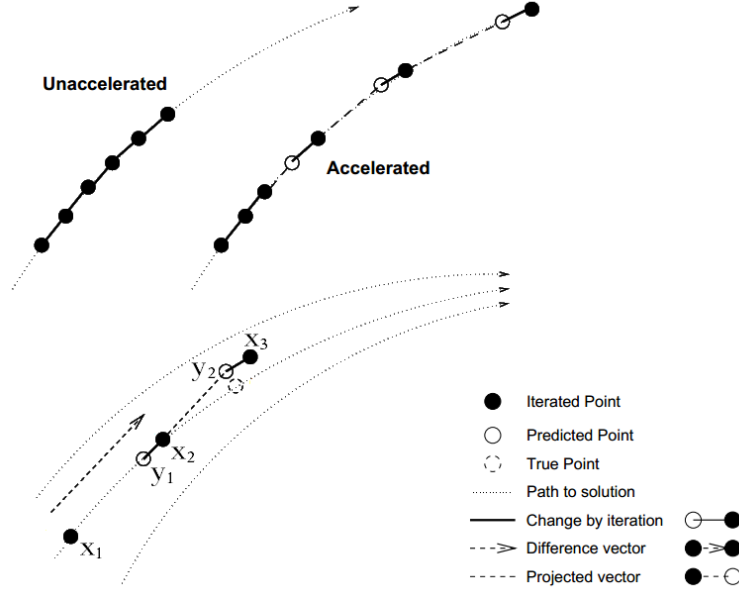 Unaccelerated
Accelerated
x₃
y₂
x₂
y₁
x₁
Iterated Point
Predicted Point
True Point
Path to solution
Change by iteration
Difference vector
Projected vector